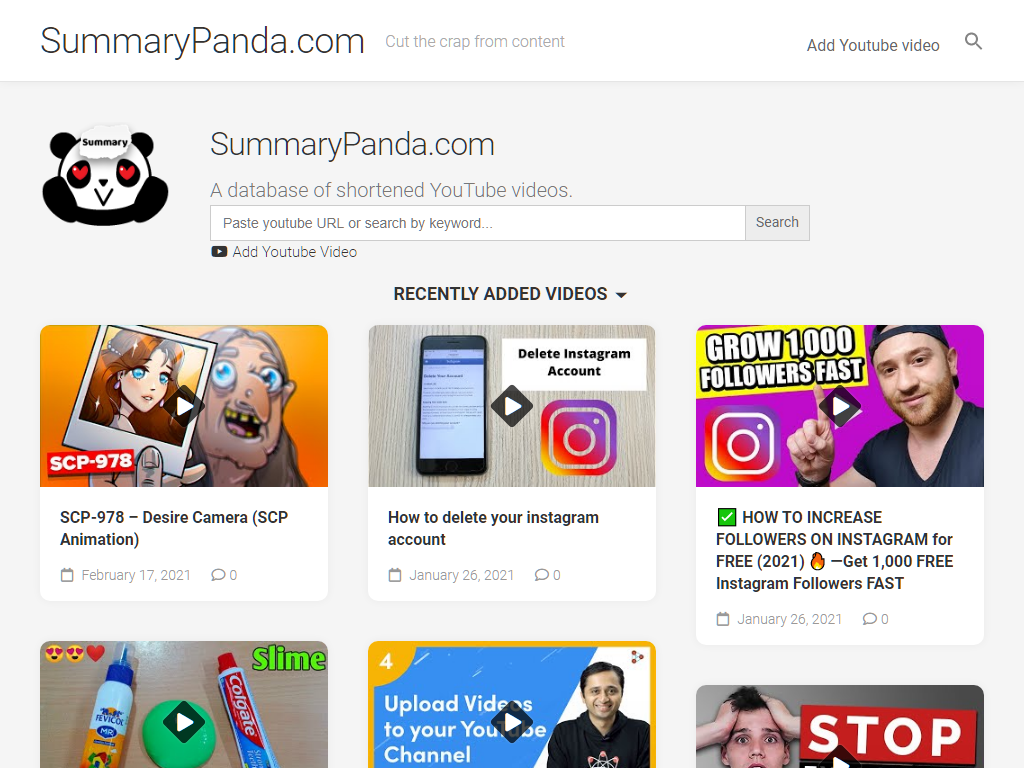 SummaryPanda.com
Cut the crap from content
Add Youtube video
Summary
SummaryPanda.com
A database of shortened YouTube videos.
Paste youtube URL or search by keyword...
Search
Add Youtube Video
RECENTLY ADDED VIDEOS
SCP-978
SCP-978 – Desire Camera (SCP
Animation)
February 17, 2021
0
Delete Instagram
Account
How to delete your instagram
account
January 26, 2021
0
GROW 1,000
FOLLOWERS FAST
✅ HOW TO INCREASE
FOLLOWERS ON INSTAGRAM for
FREE (2021) 🔥 —Get 1,000 FREE
Instagram Followers FAST
January 26, 2021
0
😍😍❤️
Slime
FEVICOL
MR
Colgate
4
Upload Videos
to your YouTube
Channel
STOP